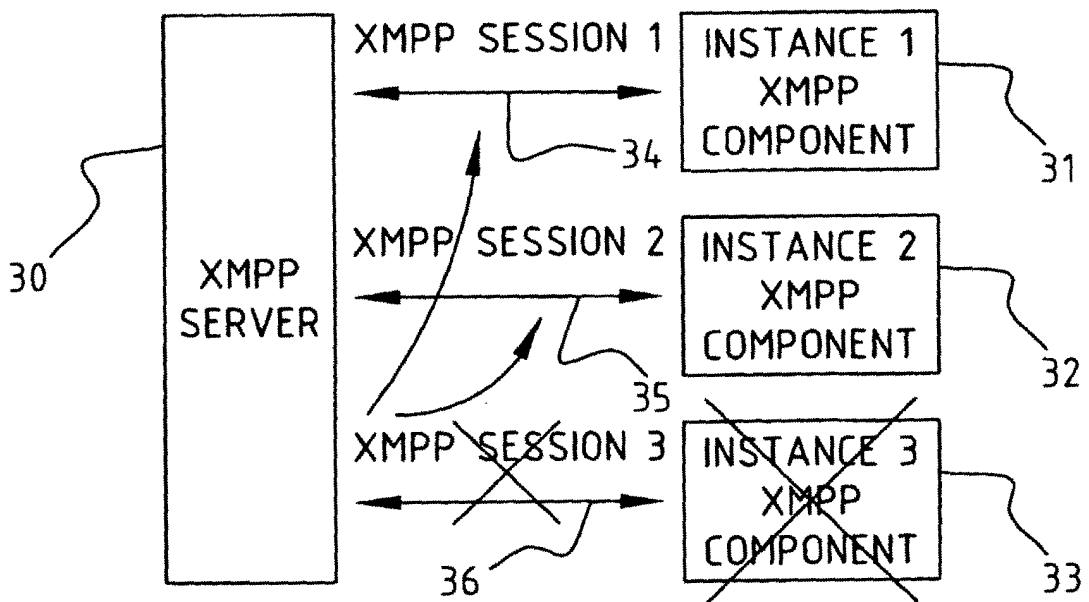 XMPP SESSION 1
INSTANCE 1
XMPP
COMPONENT
34
31
30
XMPP
SERVER
XMPP SESSION 2
INSTANCE 2
XMPP
COMPONENT
35
32
XMPP SESSION 3
INSTANCE 3
XMPP
COMPONENT
36
33